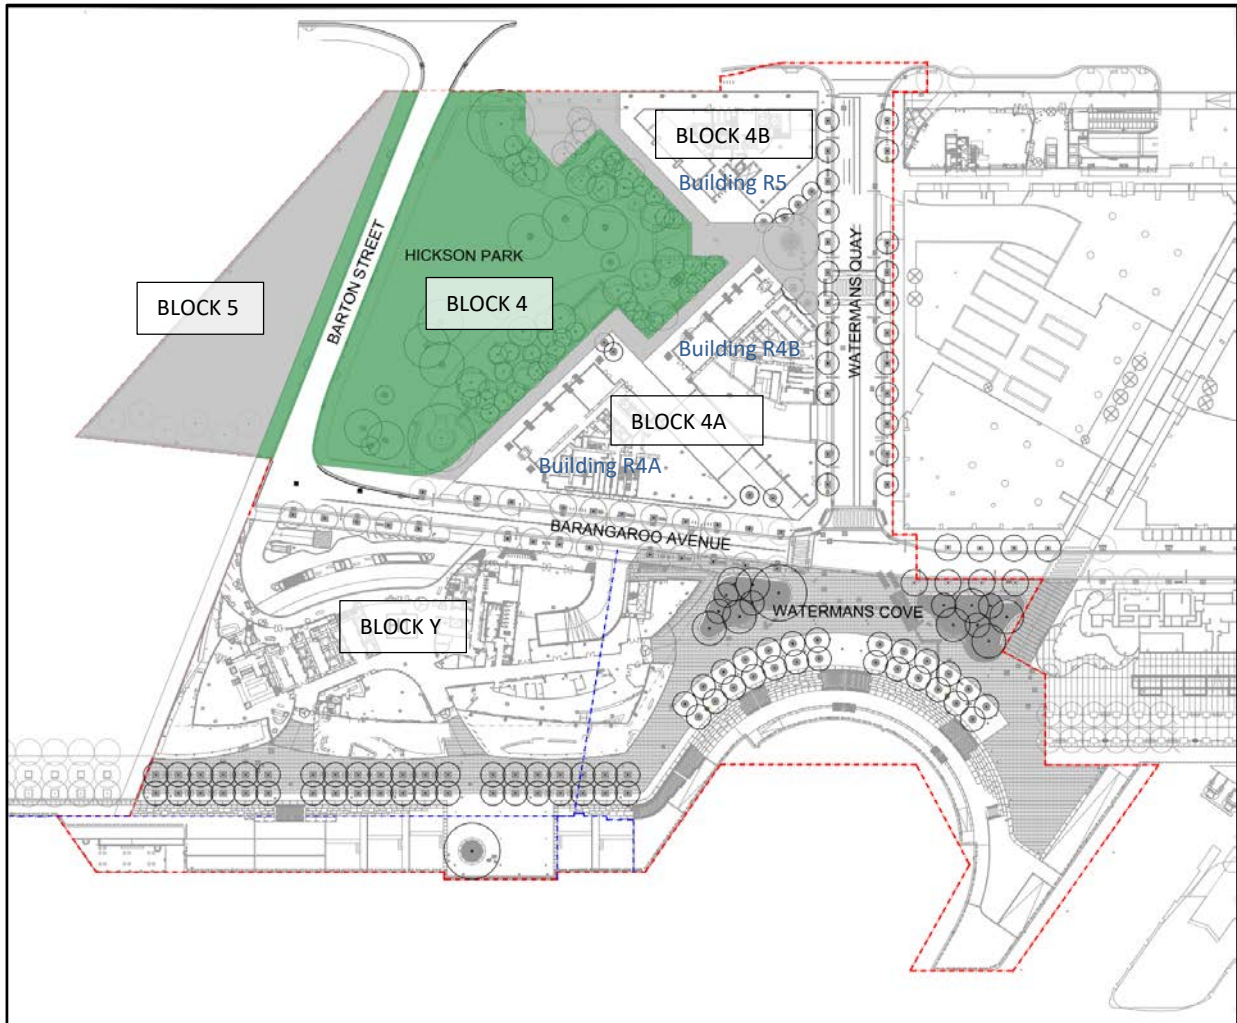 BLOCK 4B
Building R5
BARTON STREET
HICKSON PARK
WATERMANS QUAY
BLOCK 5
BLOCK 4
Building R4B
BLOCK 4A
Building R4A
BARANGAROO AVENUE
WATERMANS COVE
BLOCK Y